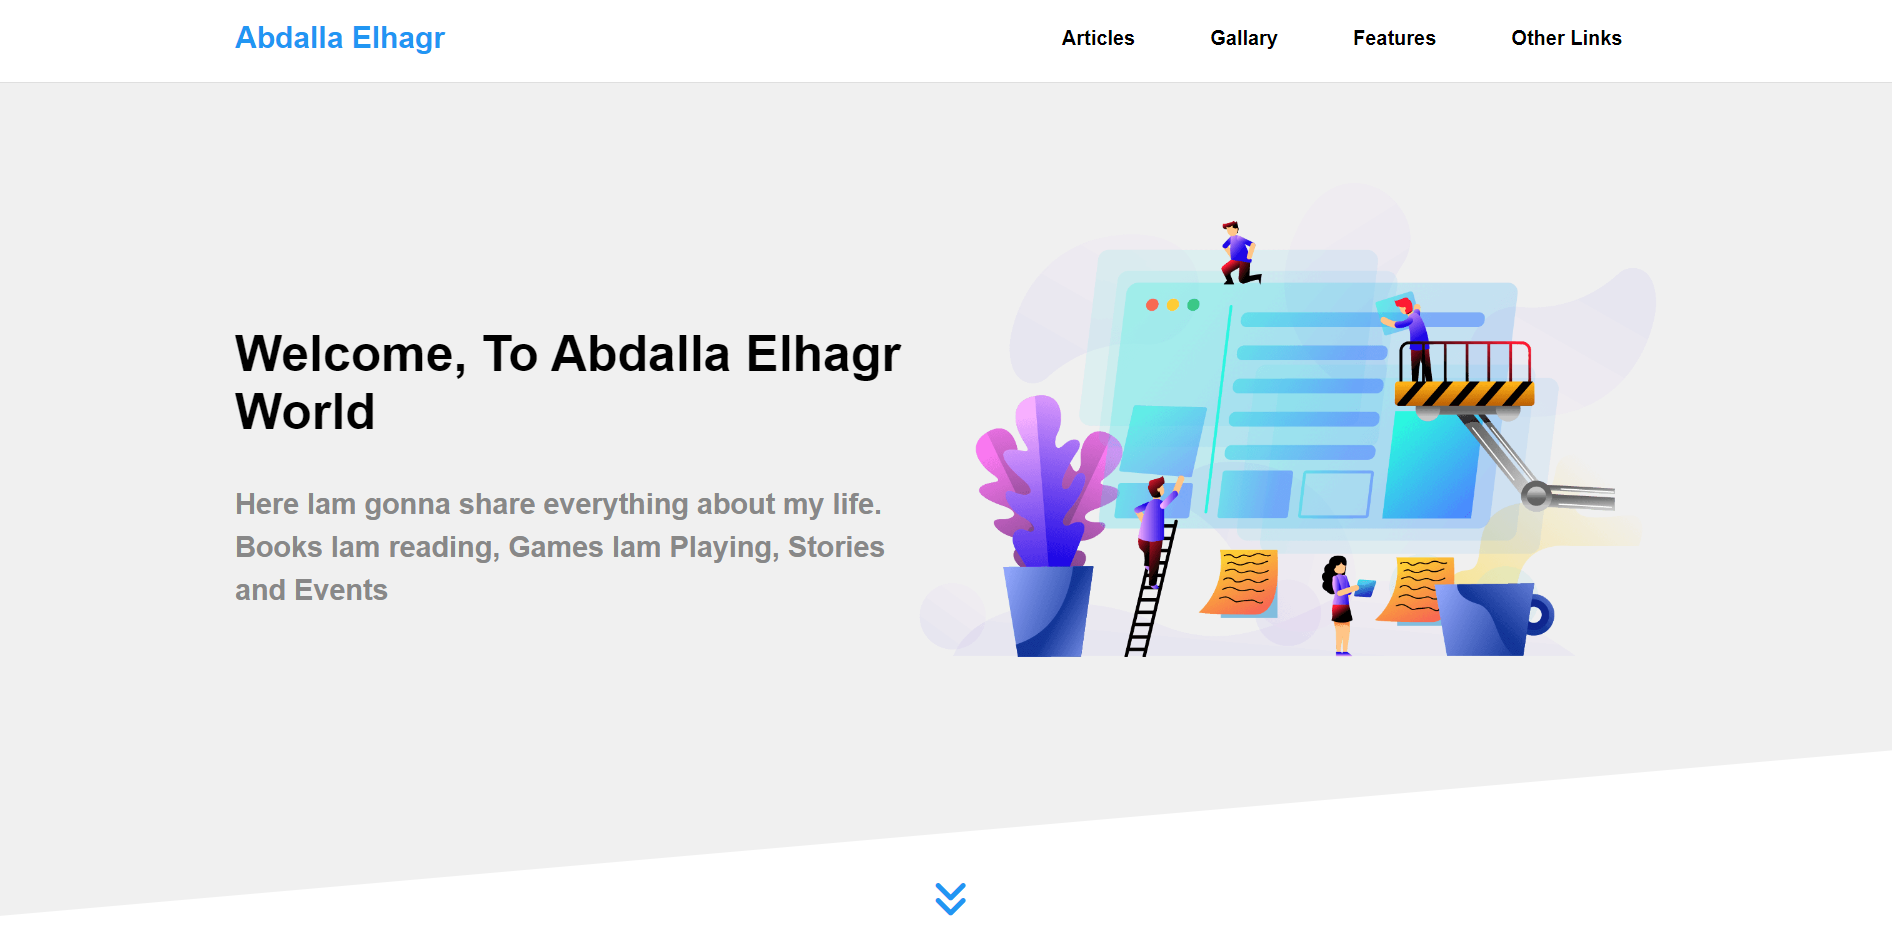 Abdalla Elhagr
Articles
Gallary
Features
Other Links
Welcome, To Abdalla Elhagr
World
Here Iam gonna share everything about my life.
Books Iam reading, Games Iam Playing, Stories
and Events